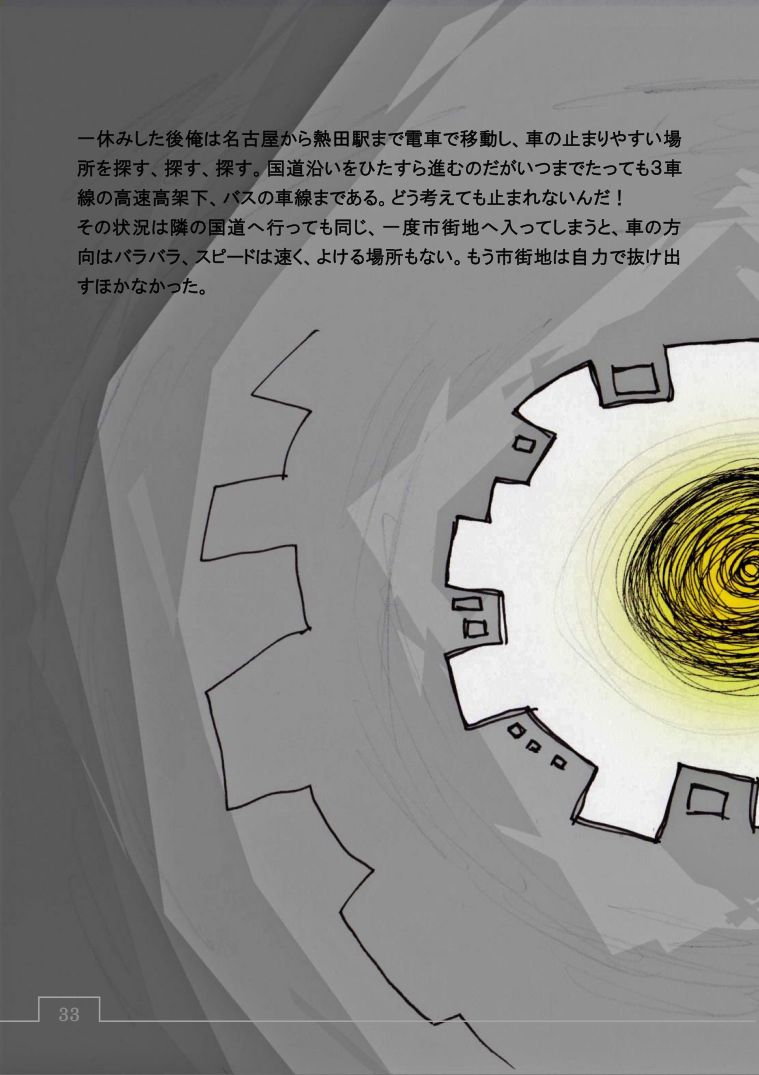 一休みした後俺は名古屋から熱田駅まで電車で移動し、車の止まりやすい場
所を探す、探す、探す。国道沿いをひたすら進むのだがいつまでたっても3車
線の高速高架下、バスの車線まである。どう考えても止まれないんだ！
その状況は隣の国道へ行っても同じ、一度市街地へ入ってしまうと、車の方
向はバラバラ、スピードは速く、よける場所もない。もう市街地は自力で抜け出
すほかなかった。
33